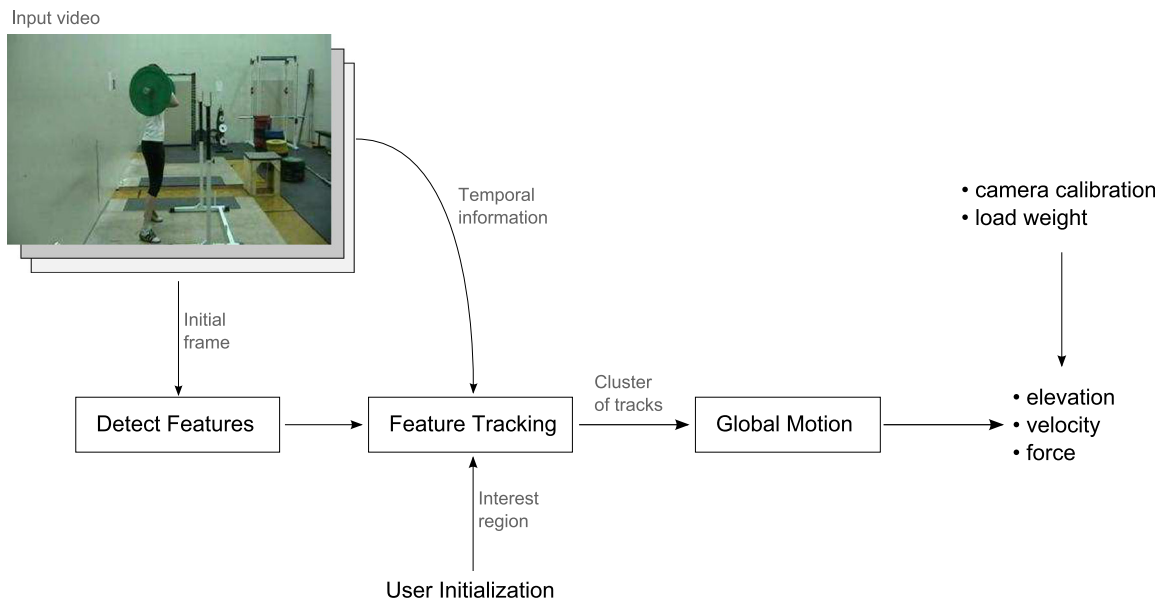 Input video
Temporal
information
• camera calibration
• load weight
Initial
frame
Detect Features
Feature Tracking
Cluster
of tracks
Global Motion
• elevation
• velocity
• force
Interest
region
User Initialization